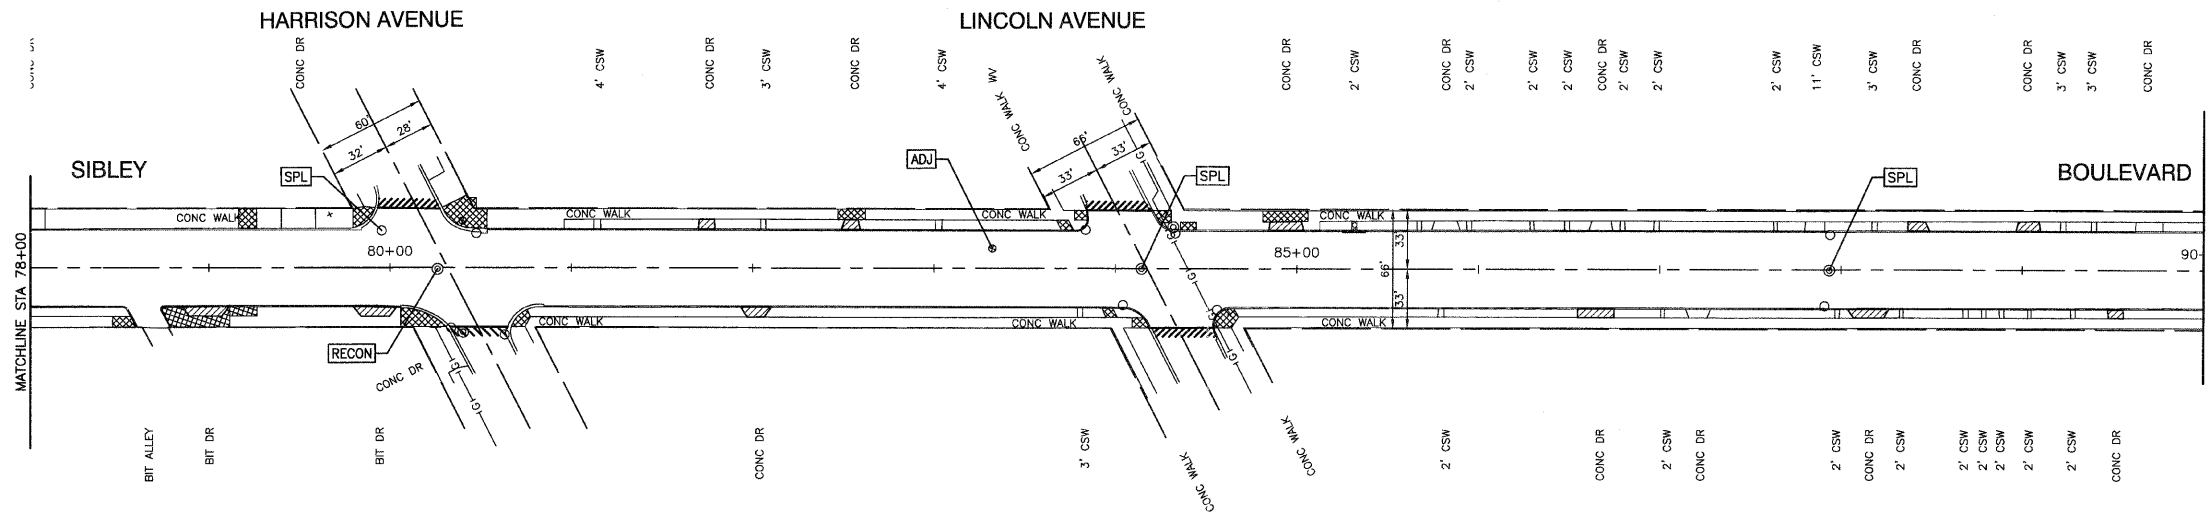 HARRISON AVENUE
LINCOLN AVENUE
CONC DR
4' CSW
CONC DR
3' CSW
CONC DR
4' CSW
WV
CONC WALK
CONC WALK
CONC WALK
CONC DR
2' CSW
CONC DR
2' CSW
2' CSW
2' CSW
CONC DR
2' CSW
2' CSW
2' CSW
11' CSW
3' CSW
CONC DR
CONC DR
3' CSW
3' CSW
CONC DR
60'
28'
32'
66'
33'
33'
SIBLEY
BOULEVARD
SPL
ADJ
SPL
SPL
G
G
CONC WALK
CONC WALK
CONC WALK
CONC WALK
80+00
85+00
90
33'
66'
33'
G
G
MATCHLINE STA 78+00
CONC WALK
CONC WALK
CONC WALK
RECON
CONC DR
G
G
G
G
BIT ALLEY
BIT DR
BIT DR
CONC DR
3' CSW
CONC WALK
CONC WALK
2' CSW
CONC DR
2' CSW
CONC DR
2' CSW
CONC DR
2' CSW
2' CSW
2' CSW
2' CSW
2' CSW
2' CSW
CONC DR